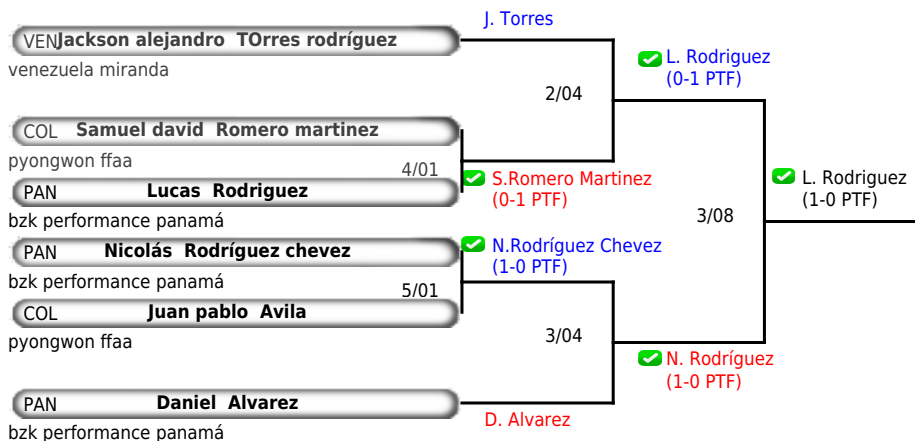 J. Torres
VEN Jackson alejandro TOrres rodríguez
venezuela miranda
L. Rodriguez
(0-1 PTF)
2/04
COL Samuel david Romero martinez
pyongwon ffaa
4/01
S.Romero Martinez
(0-1 PTF)
PAN Lucas Rodriguez
bzk performance panamá
L. Rodriguez
(1-0 PTF)
3/08
PAN Nicolás Rodríguez chevez
bzk performance panamá
N.Rodríguez Chevez
(1-0 PTF)
5/01
COL Juan pablo Avila
pyongwon ffaa
3/04
N. Rodríguez
(1-0 PTF)
PAN Daniel Alvarez
bzk performance panamá
D. Alvarez